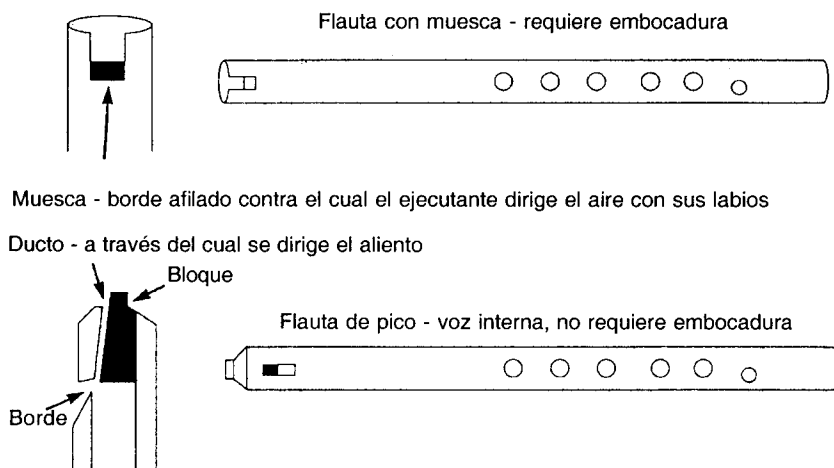 Flauta con muesca - requiere embocadura
Muesca - borde afilado contra el cual el ejecutante dirige el aire con sus labios
Ducto - a través del cual se dirige el aliento
Bloque
Flauta de pico - voz interna, no requiere embocadura
Borde